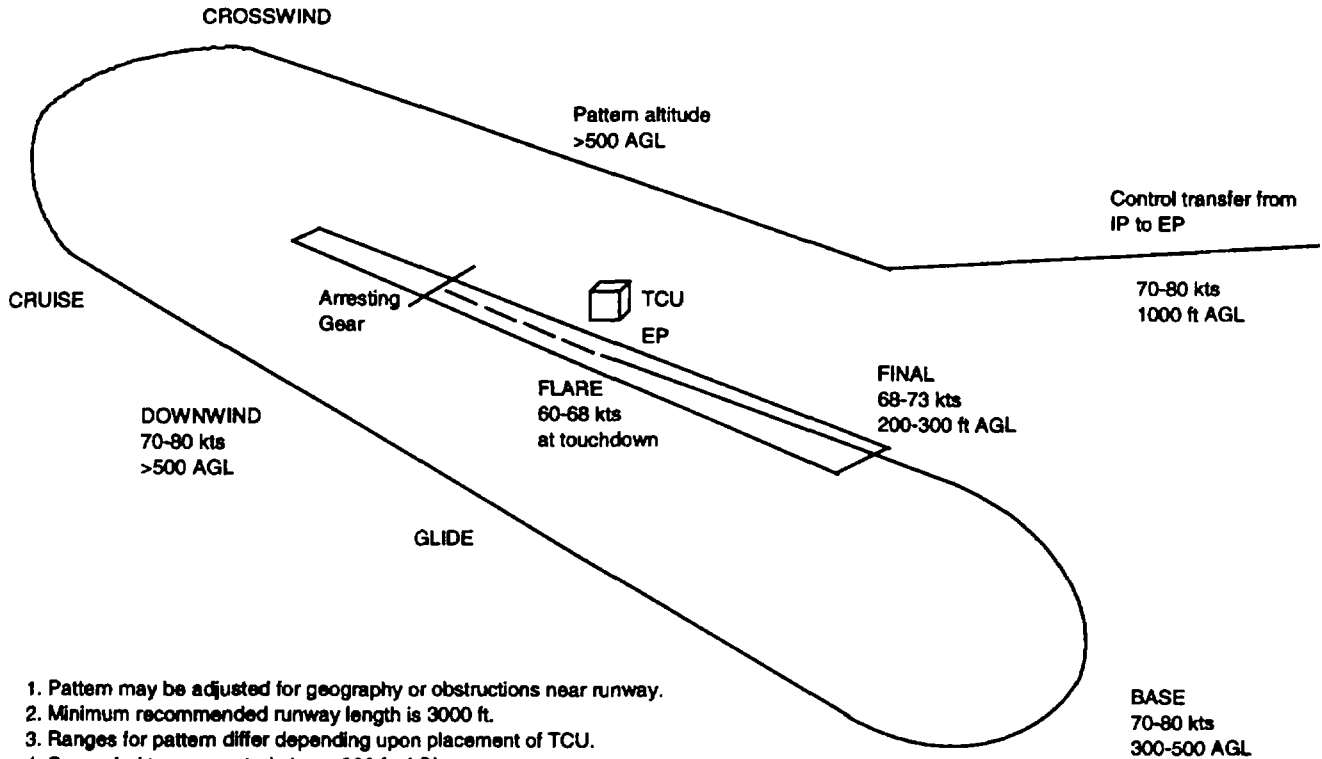 CROSSWIND
Pattern altitude
>500 AGL
Control transfer from
IP to EP
70-80 kts
1000 ft AGL
CRUISE
Arresting
Gear
TCU
EP
FLARE
60-68 kts
at touchdown
FINAL
68-73 kts
200-300 ft AGL
DOWNWIND
70-80 kts
>500 AGL
GLIDE
BASE
70-80 kts
300-500 AGL
1. Pattern may be adjusted for geography or obstructions near runway.
2. Minimum recommended runway length is 3000 ft.
3. Ranges for pattern differ depending upon placement of TCU.